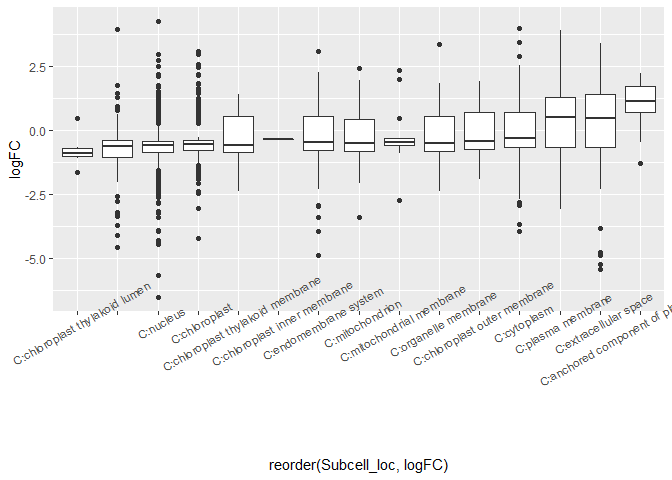 2.5
0.0
-2.5
-5.0
logFC
C:chloroplast thylakoid lumen
C:nucleus
C:chloroplast
C:chloroplast thylakoid membrane
C:chloroplast inner membrane
C:endomembrane system
C:mitochondrion
C:mitochondrial membrane
C:organelle membrane
C:chloroplast outer membrane
C:cytoplasm
C:plasma membrane
C:extracellular space
C:anchored component of pl
reorder(Subcell_loc, logFC)